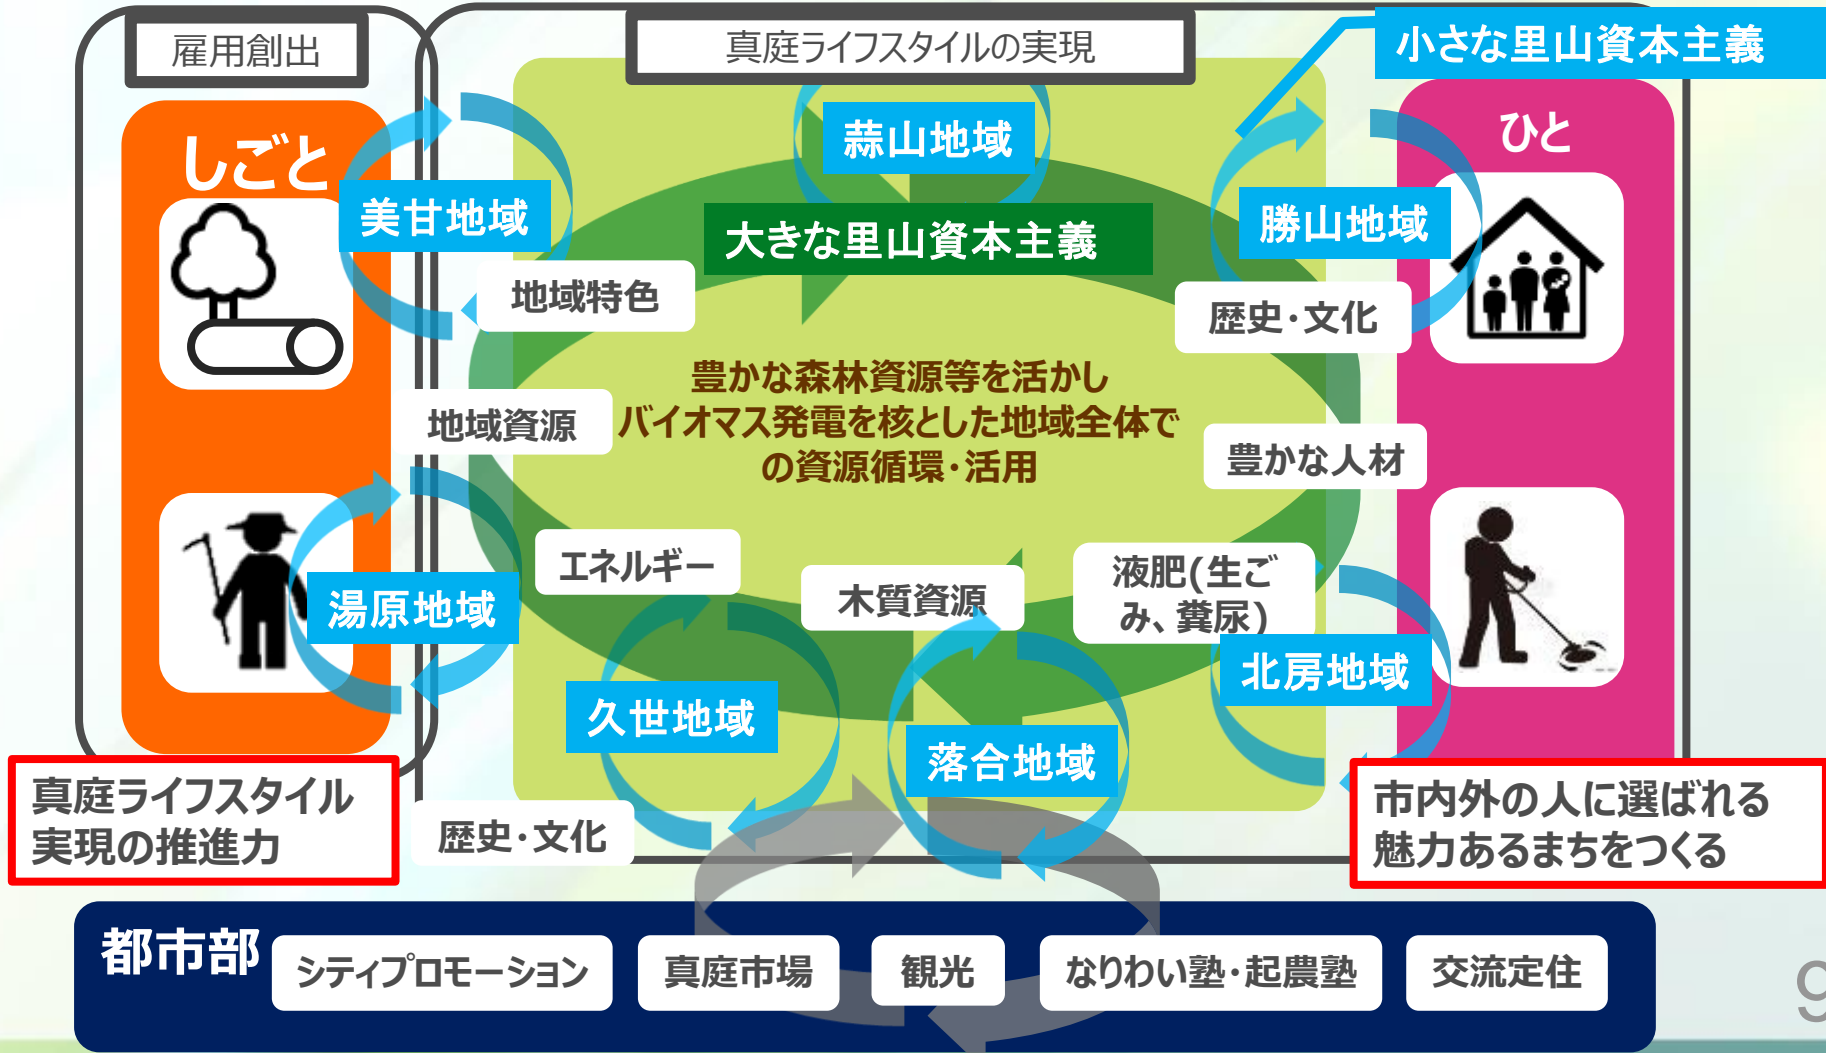 雇用創出
真庭ライフスタイルの実現
小さな里山資本主義
しごと
ひと
蒜山地域
美甘地域
勝山地域
大きな里山資本主義
地域特色
歴史・文化
豊かな森林資源等を活かし
バイオマス発電を核とした地域全体で
の資源循環・活用
地域資源
豊かな人材
エネルギー
木質資源
液肥(生ご
み、糞尿)
湯原地域
北房地域
久世地域
落合地域
真庭ライフスタイル
実現の推進力
歴史・文化
市内外の人に選ばれる
魅力あるまちをつくる
都市部
シティプロモーション
真庭市場
観光
なりわい塾・起農塾
交流定住
9